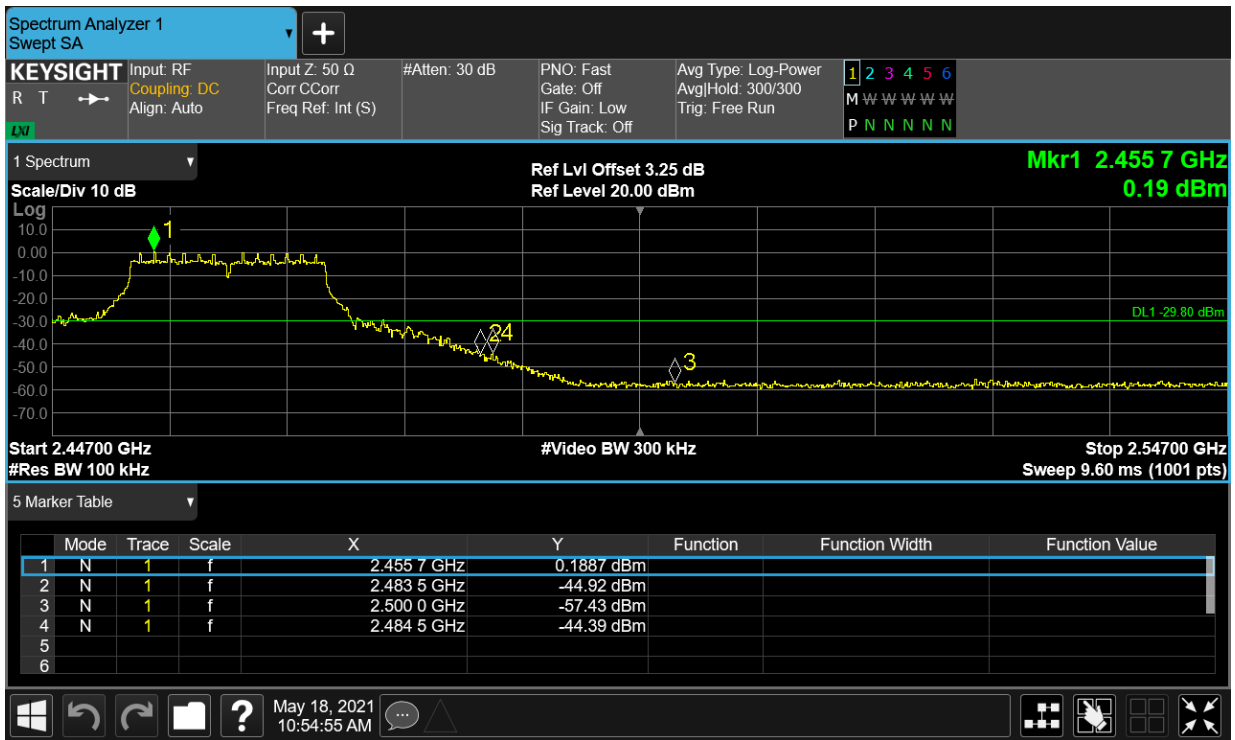 Spectrum Analyzer 1
Swept SA
+
KEYSIGHT
R T
LXI
Input: RF
Coupling: DC
Align: Auto
Input Z: 50 Ω
Corr CCorr
Freq Ref: Int (S)
#Atten: 30 dB
PNO: Fast
Gate: Off
IF Gain: Low
Sig Track: Off
Avg Type: Log-Power
Avg|Hold: 300/300
Trig: Free Run
1 2 3 4 5 6
M W W W W W
P N N N N N
1 Spectrum
Scale/Div 10 dB
Ref Lvl Offset 3.25 dB
Ref Level 20.00 dBm
Mkr1 2.455 7 GHz
0.19 dBm
Log
10.0
0.00
-10.0
-20.0
-30.0
-40.0
-50.0
-60.0
-70.0
1
24
3
DL1 -29.80 dBm
Start 2.44700 GHz
#Video BW 300 kHz
Stop 2.54700 GHz
#Res BW 100 kHz
Sweep 9.60 ms (1001 pts)
5 Marker Table
Mode Trace Scale X Y Function Function Width Function Value
1 N 1 f 2.455 7 GHz 0.1887 dBm
2 N 1 f 2.483 5 GHz -44.92 dBm
3 N 1 f 2.500 0 GHz -57.43 dBm
4 N 1 f 2.484 5 GHz -44.39 dBm
5
6
?
May 18, 2021
10:54:55 AM